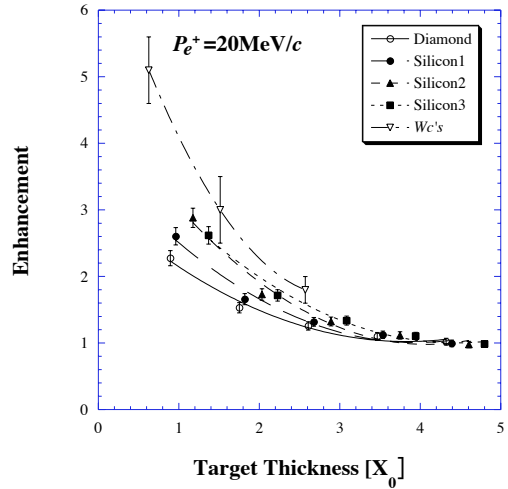 6
5
4
3
2
1
0
0 1 2 3 4 5
Enhancement
Target Thickness [X0]
Pe+=20MeV/c
Diamond
Silicon1
Silicon2
Silicon3
Wc's